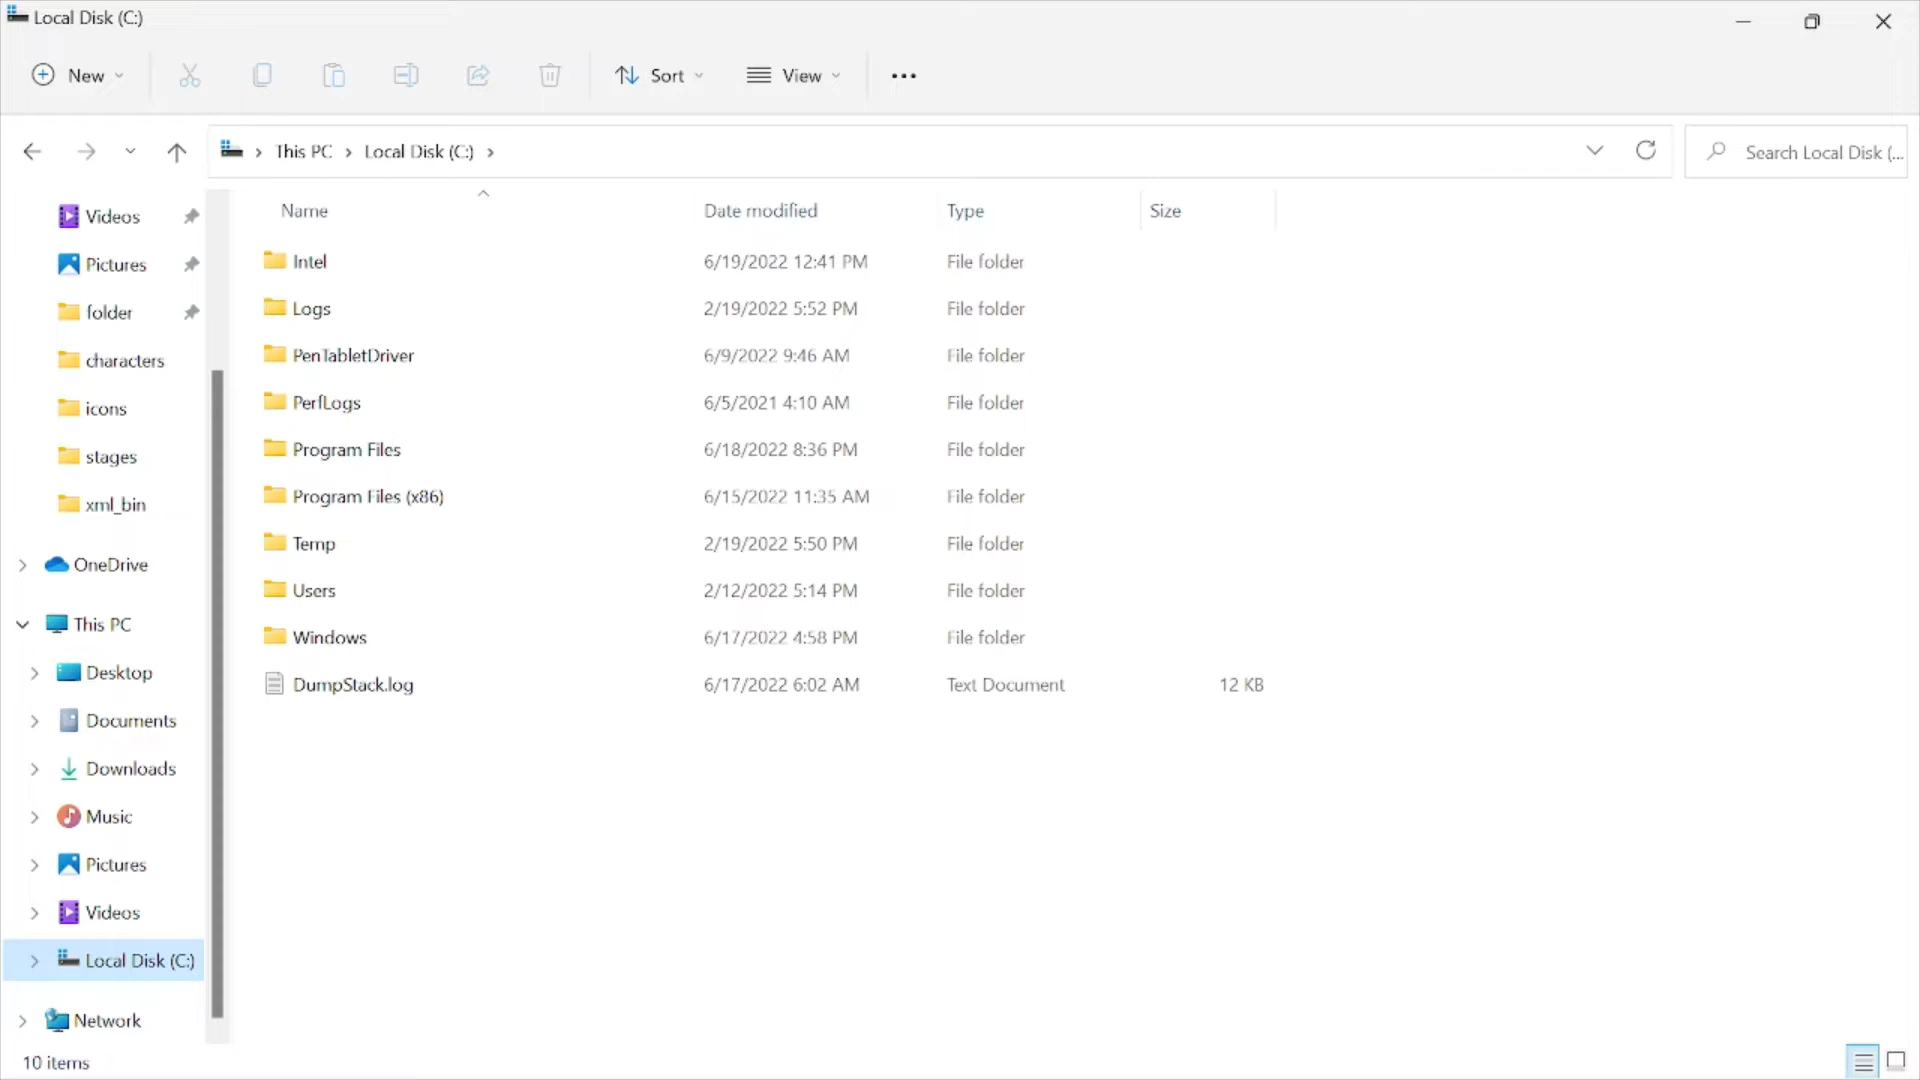 Local Disk (C:)
New
Sort
View
This PC
Local Disk (C:)
Search Local Disk (...
Videos
Pictures
folder
characters
icons
stages
xml_bin
OneDrive
This PC
Desktop
Documents
Downloads
Music
Pictures
Videos
Local Disk (C:)
Network
Name Date modified Type Size
Intel 6/19/2022 12:41 PM File folder
Logs 2/19/2022 5:52 PM File folder
PenTabletDriver 6/9/2022 9:46 AM File folder
PerfLogs 6/5/2021 4:10 AM File folder
Program Files 6/18/2022 8:36 PM File folder
Program Files (x86) 6/15/2022 11:35 AM File folder
Temp 2/19/2022 5:50 PM File folder
Users 2/12/2022 5:14 PM File folder
Windows 6/17/2022 4:58 PM File folder
DumpStack.log 6/17/2022 6:02 AM Text Document 12 KB
10 items